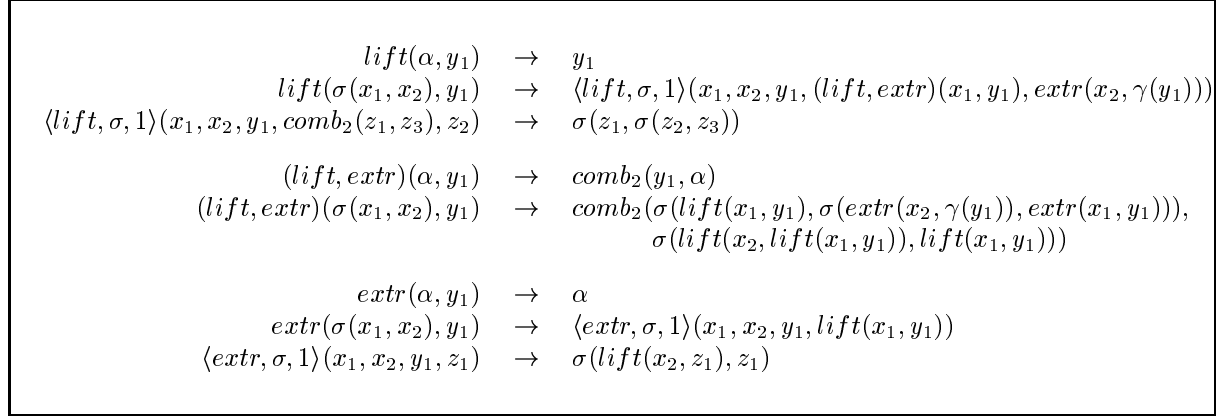 lift(α, y₁) → y₁
lift(σ(x₁, x₂), y₁) → ⟨lift, σ, 1⟩(x₁, x₂, y₁, (lift, extr)(x₁, y₁), extr(x₂, γ(y₁)))
⟨lift, σ, 1⟩(x₁, x₂, y₁, comb₂(z₁, z₃), z₂) → σ(z₁, σ(z₂, z₃))
(lift, extr)(α, y₁) → comb₂(y₁, α)
(lift, extr)(σ(x₁, x₂), y₁) → comb₂(σ(lift(x₁, y₁), σ(extr(x₂, γ(y₁)), extr(x₁, y₁))),
σ(lift(x₂, lift(x₁, y₁)), lift(x₁, y₁)))
extr(α, y₁) → α
extr(σ(x₁, x₂), y₁) → ⟨extr, σ, 1⟩(x₁, x₂, y₁, lift(x₁, y₁))
⟨extr, σ, 1⟩(x₁, x₂, y₁, z₁) → σ(lift(x₂, z₁), z₁)